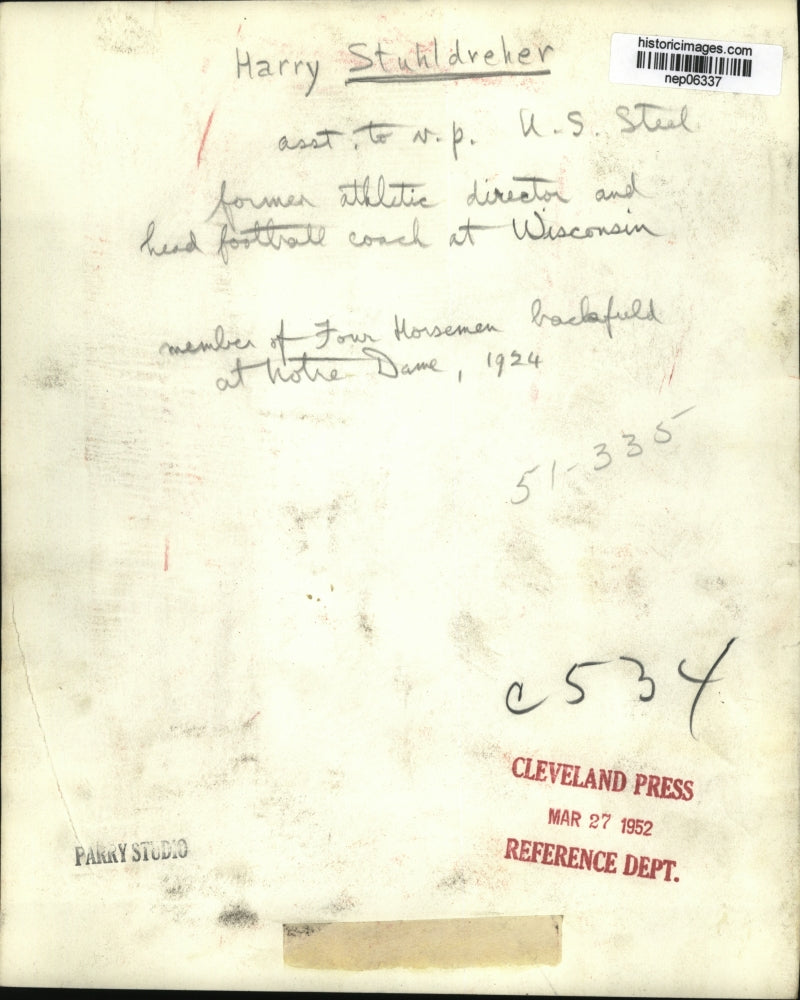 historicimages.com
nep06337
Harry Stuhldreher
asst. to v.p. U.S. Steel
former athletic director and
head football coach at Wisconsin
member of Four Horsemen backfield
at Notre Dame, 1924
51-335
c534
CLEVELAND PRESS
MAR 27 1952
REFERENCE DEPT.
PARRY STUDIO